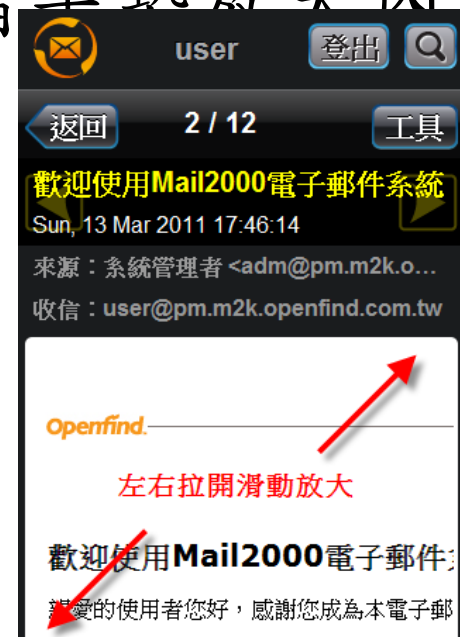 user
登出
返回
2 / 12
工具
歡迎使用Mail2000電子郵件系統
Sun, 13 Mar 2011 17:46:14
來源：系統管理者 <adm@pm.m2k.o...
收信：user@pm.m2k.openfind.com.tw
Openfind.
左右拉開滑動放大
歡迎使用Mail2000電子郵件
親愛的使用者您好，感謝您成為本電子郵